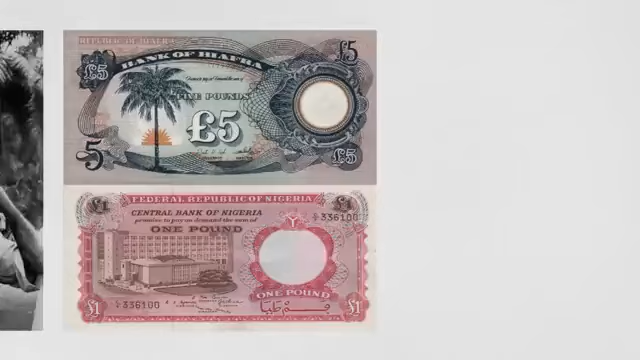 REPUBLIC OF BIAFRA
BANK OF BIAFRA
£5
£5
FIVE POUNDS
£5
5
£5
FEDERAL REPUBLIC OF NIGERIA
£1
£1
CENTRAL BANK OF NIGERIA
promise to pay on demand the sum of
ONE POUND
336100
336100
ONE POUND
£1
£1